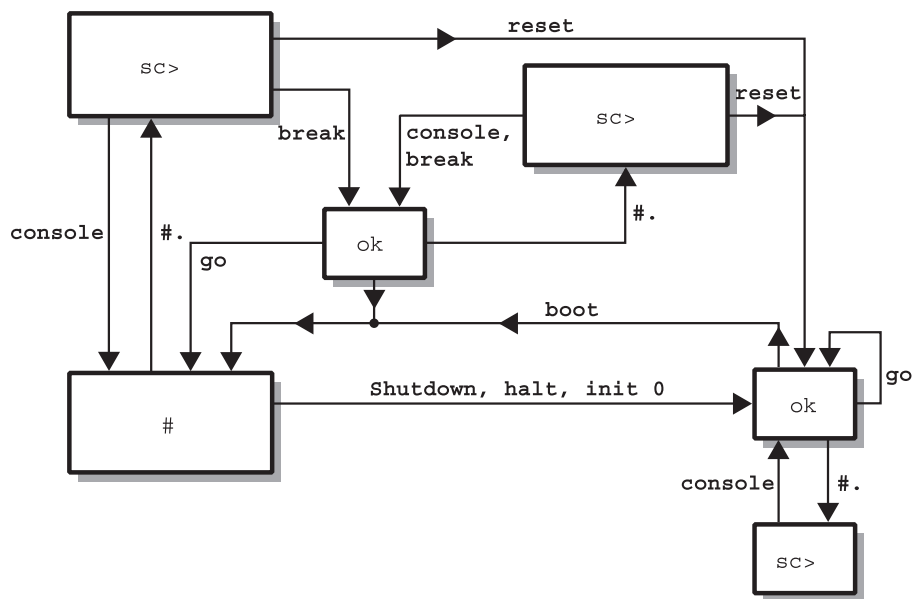 reset
sc>
reset
sc>
break
console,
break
console
#.
#.
ok
go
boot
Shutdown, halt, init 0
go
#
ok
console
#.
sc>